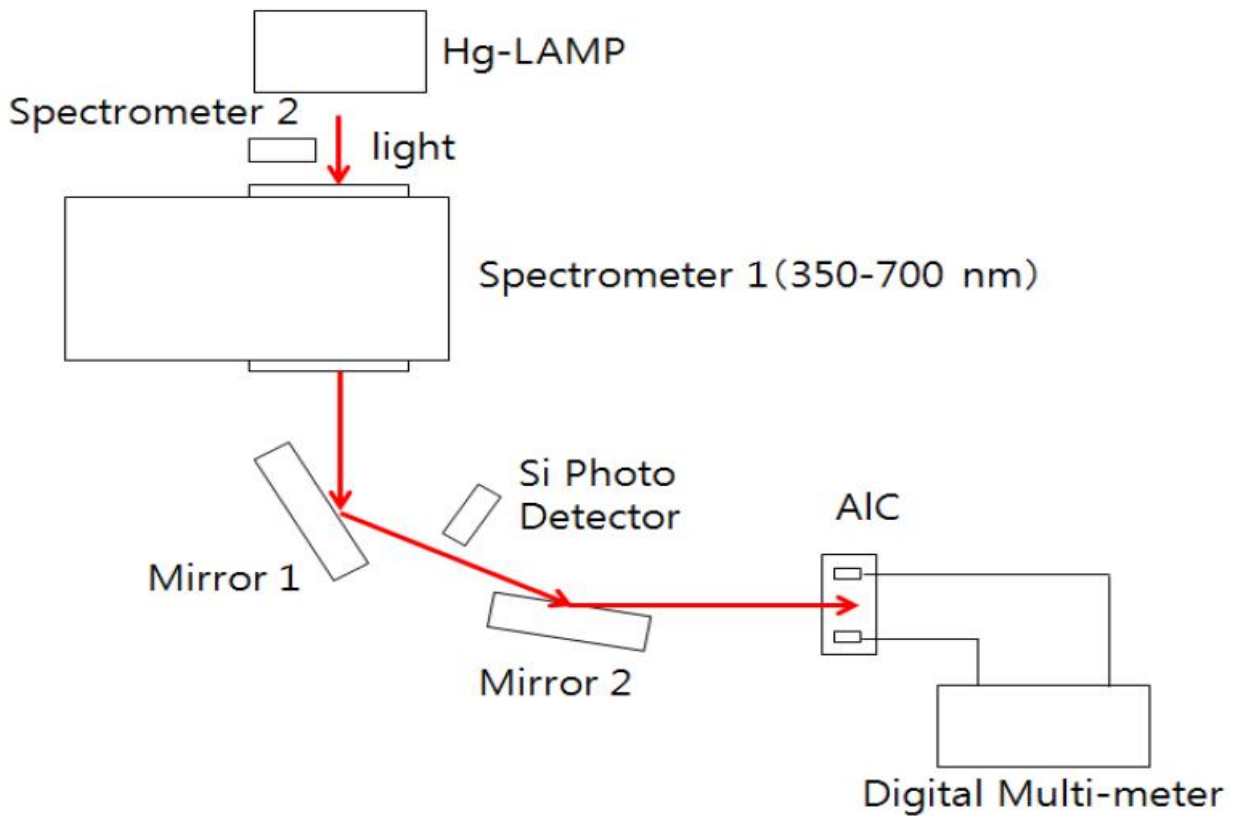 Hg-LAMP
Spectrometer 2
light
Spectrometer 1(350-700 nm)
Si Photo
Detector
AlC
Mirror 1
Mirror 2
Digital Multi-meter